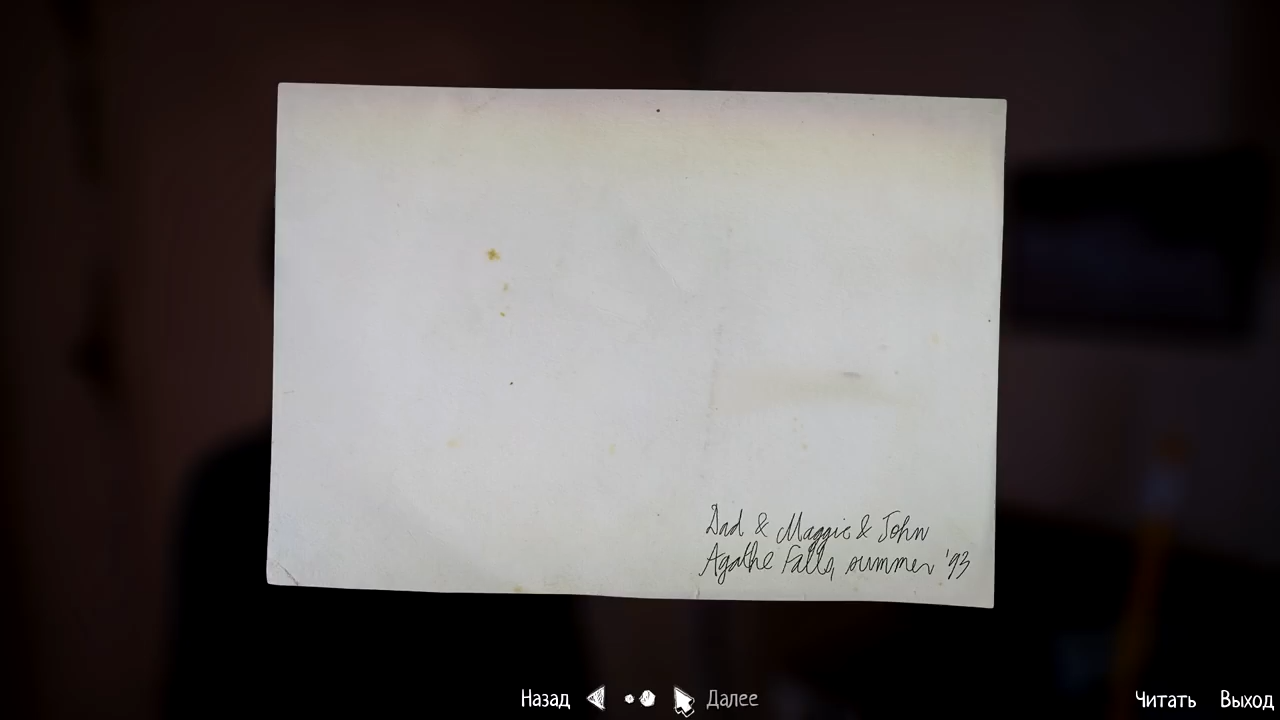 Dad & Maggie & John
Agathe Falls, summer '93
Назад Далее Читать Выход